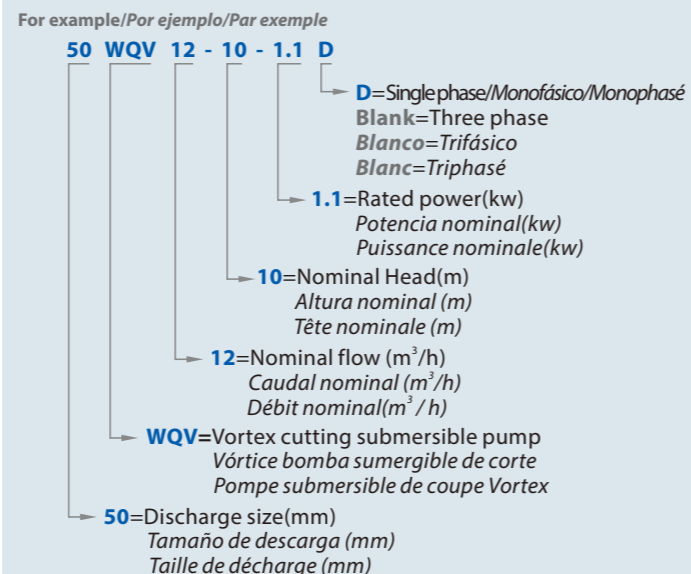 For example/Por ejemplo/Par exemple
50 WQV 12 - 10 - 1.1 D
D=Single phase/Monofásico/Monophasé
Blank=Three phase
Blanco=Trifásico
Blanc=Triphasé
1.1=Rated power(kw)
Potencia nominal(kw)
Puissance nominale(kw)
10=Nominal Head(m)
Altura nominal (m)
Tête nominale (m)
12=Nominal flow (m³/h)
Caudal nominal (m³/h)
Débit nominal(m³/ h)
WQV=Vortex cutting submersible pump
Vórtice bomba sumergible de corte
Pompe submersible de coupe Vortex
50=Discharge size(mm)
Tamaño de descarga (mm)
Taille de décharge (mm)